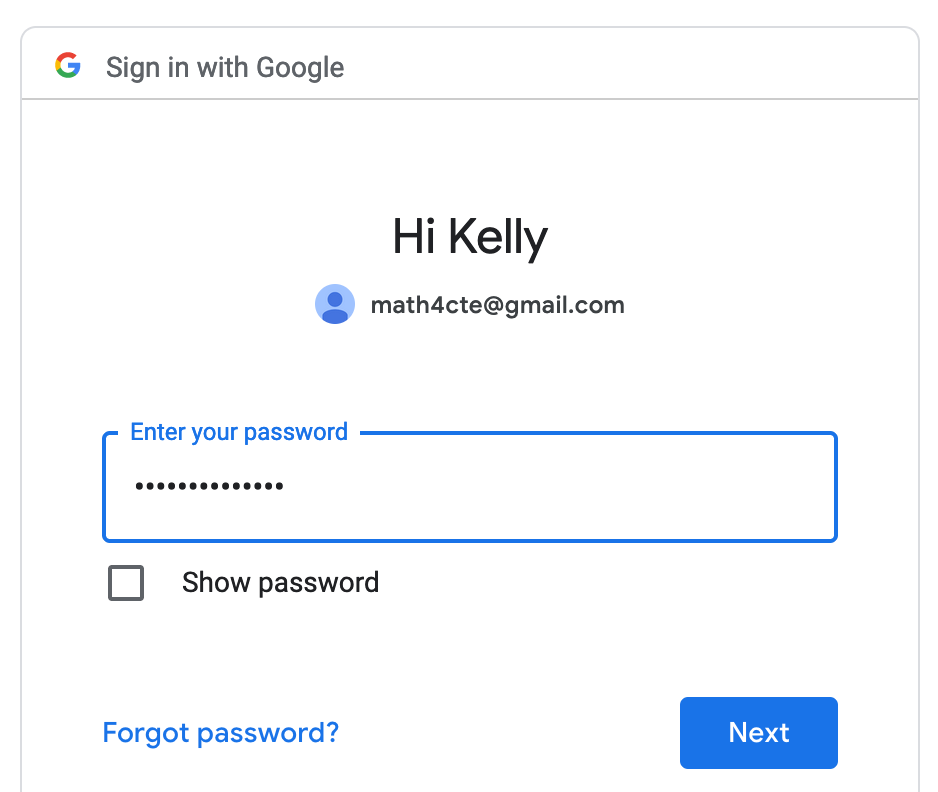 Sign in with Google
Hi Kelly
math4cte@gmail.com
Enter your password
••••••••••••••
Show password
Forgot password?
Next